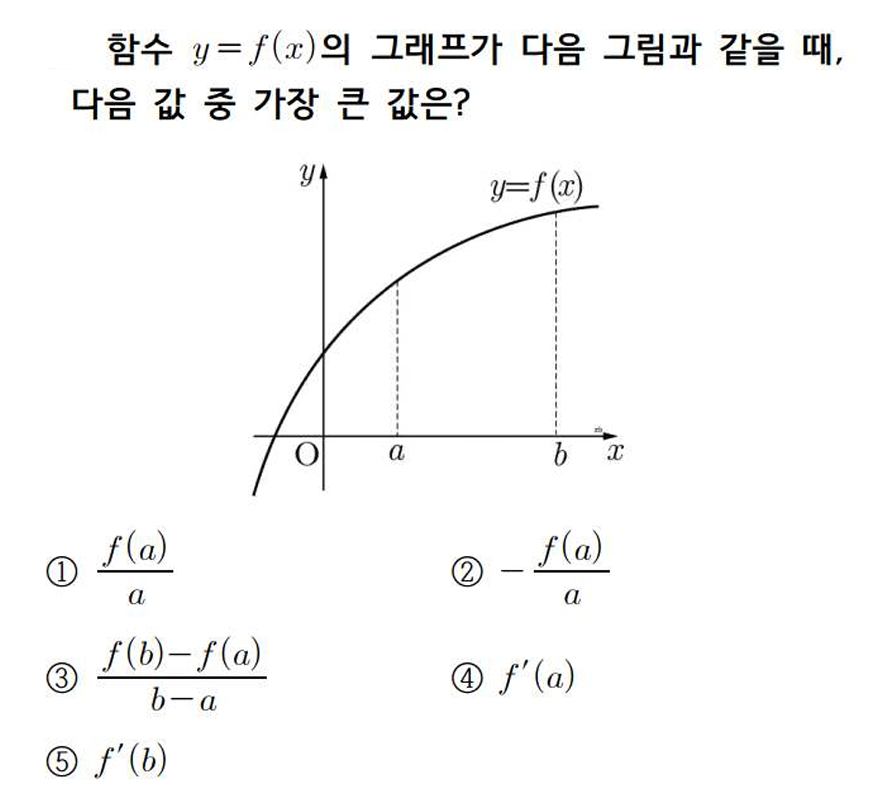 함수 y=f(x)의 그래프가 다음 그림과 같을 때,
다음 값 중 가장 큰 값은?
y
y=f(x)
O a b x
① f(a)/a ② −f(a)/a
③ f(b)−f(a)/b−a ④ f′(a)
⑤ f′(b)